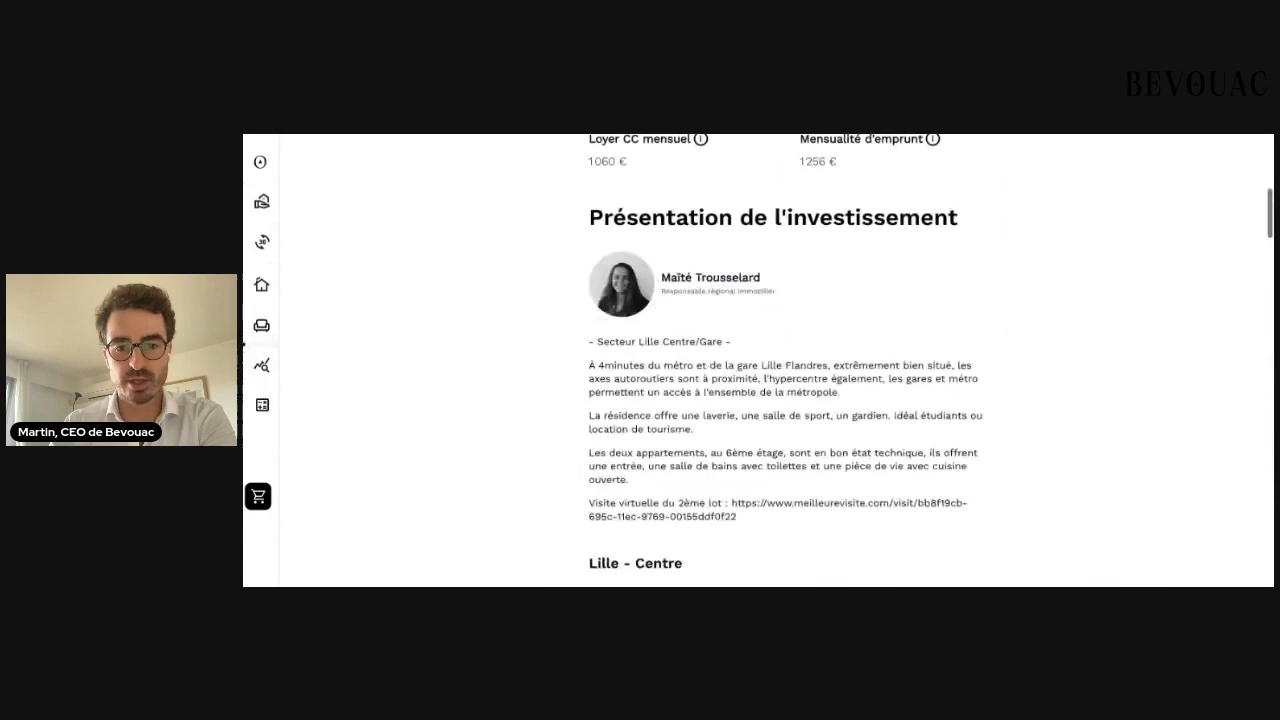 BEVOUAC
Loyer CC mensuel
Mensualité d'emprunt
1060 €
1256 €
Présentation de l'investissement
Maïté Trousselard
Responsable régional immobilier
- Secteur Lille Centre/Gare -
À 4minutes du métro et de la gare Lille Flandres, extrêmement bien situé, les
axes autoroutiers sont à proximité, l'hypercentre également, les gares et métro
permettent un accès à l'ensemble de la métropole.
La résidence offre une laverie, une salle de sport, un gardien. Idéal étudiants ou
location de tourisme.
Les deux appartements, au 6ème étage, sont en bon état technique, ils offrent
une entrée, une salle de bains avec toilettes et une pièce de vie avec cuisine
ouverte.
Visite virtuelle du 2ème lot : https://www.meilleurevisite.com/visit/bb8f19cb-
695c-11ec-9769-00155ddf0f22
Lille - Centre
Martin, CEO de Bevouac